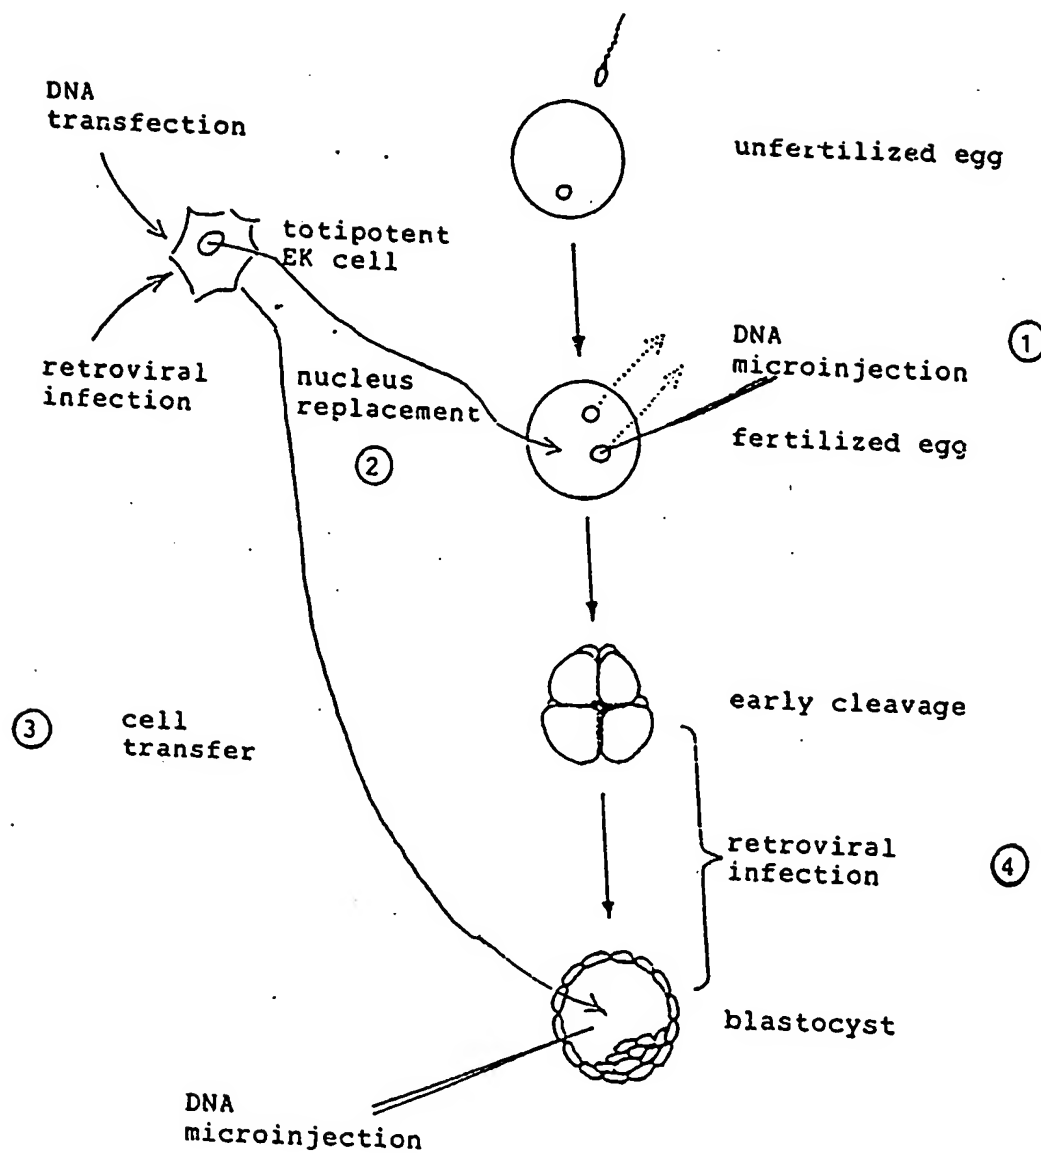 DNA
transfection
unfertilized egg
totipotent
EK cell
retroviral
infection
nucleus
replacement
②
DNA
microinjection
①
fertilized egg
③
cell
transfer
early cleavage
retroviral
infection
④
blastocyst
DNA
microinjection